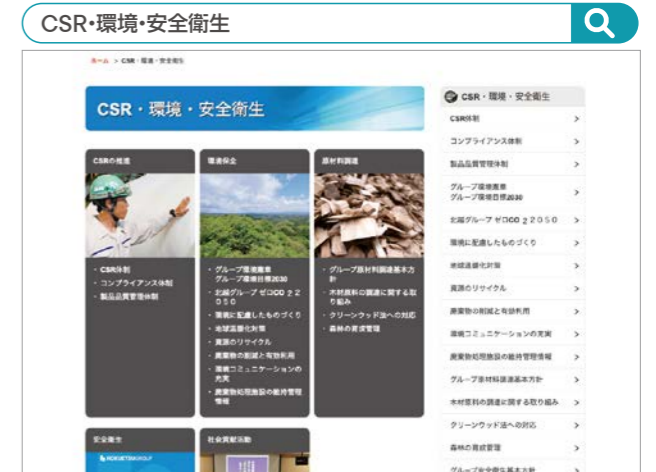 CSR・環境・安全衛生
ホーム > CSR・環境・安全衛生
CSR・環境・安全衛生
CSRの推進
・CSR体制
・コンプライアンス体制
・製品品質管理体制
環境保全
・グループ環境憲章
グループ環境目標2030
・北越グループ ゼロCO 2 2
050
・環境に配慮したものづくり
・地球温暖化対策
・資源のリサイクル
・廃棄物の削減と有効利用
・環境コミュニケーションの
充実
・廃棄物処理施設の維持管理
情報
原材料調達
・グループ原材料調達基本方
針
・木材原料の調達に関する取
り組み
・クリーンウッド法への対応
・森林の育成管理
安全衛生
HOKUETSU GROUP
社会貢献活動
CSR・環境・安全衛生
CSR体制 >
コンプライアンス体制 >
製品品質管理体制 >
グループ環境憲章
グループ環境目標2030 >
北越グループ ゼロCO 2 2050 >
環境に配慮したものづくり >
地球温暖化対策 >
資源のリサイクル >
廃棄物の削減と有効利用 >
環境コミュニケーションの充実 >
廃棄物処理施設の維持管理情報 >
グループ原材料調達基本方針 >
木材原料の調達に関する取り組み >
クリーンウッド法への対応 >
森林の育成管理 >
グループ安全衛生基本方針 >